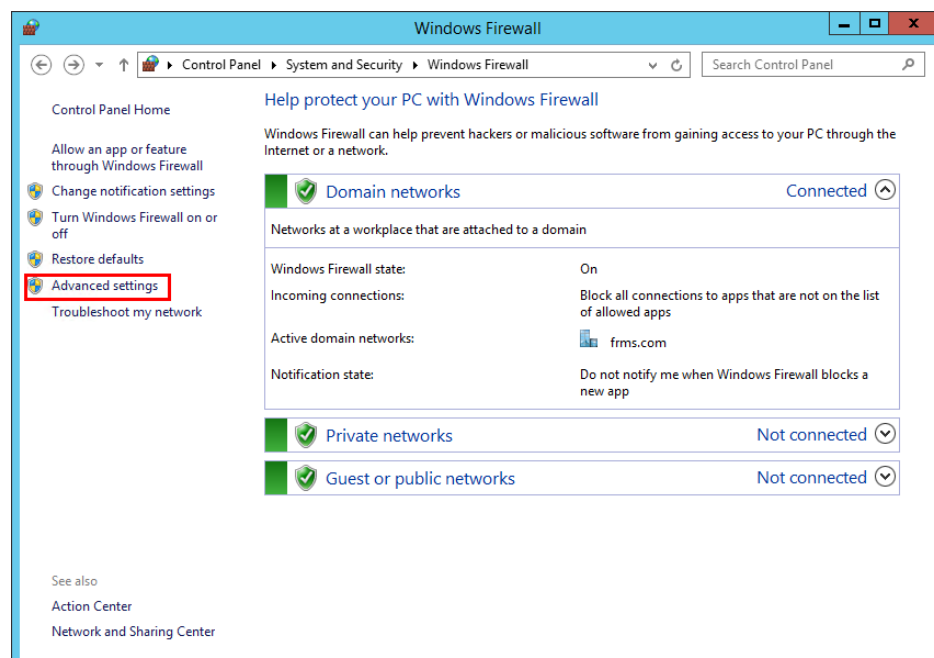 Windows Firewall
Control Panel System and Security Windows Firewall
Search Control Panel
Control Panel Home
Allow an app or feature
through Windows Firewall
Change notification settings
Turn Windows Firewall on or
off
Restore defaults
Advanced settings
Troubleshoot my network
See also
Action Center
Network and Sharing Center
Help protect your PC with Windows Firewall
Windows Firewall can help prevent hackers or malicious software from gaining access to your PC through the
Internet or a network.
Domain networks Connected
Networks at a workplace that are attached to a domain
Windows Firewall state: On
Incoming connections: Block all connections to apps that are not on the list
of allowed apps
Active domain networks: frms.com
Notification state: Do not notify me when Windows Firewall blocks a
new app
Private networks Not connected
Guest or public networks Not connected